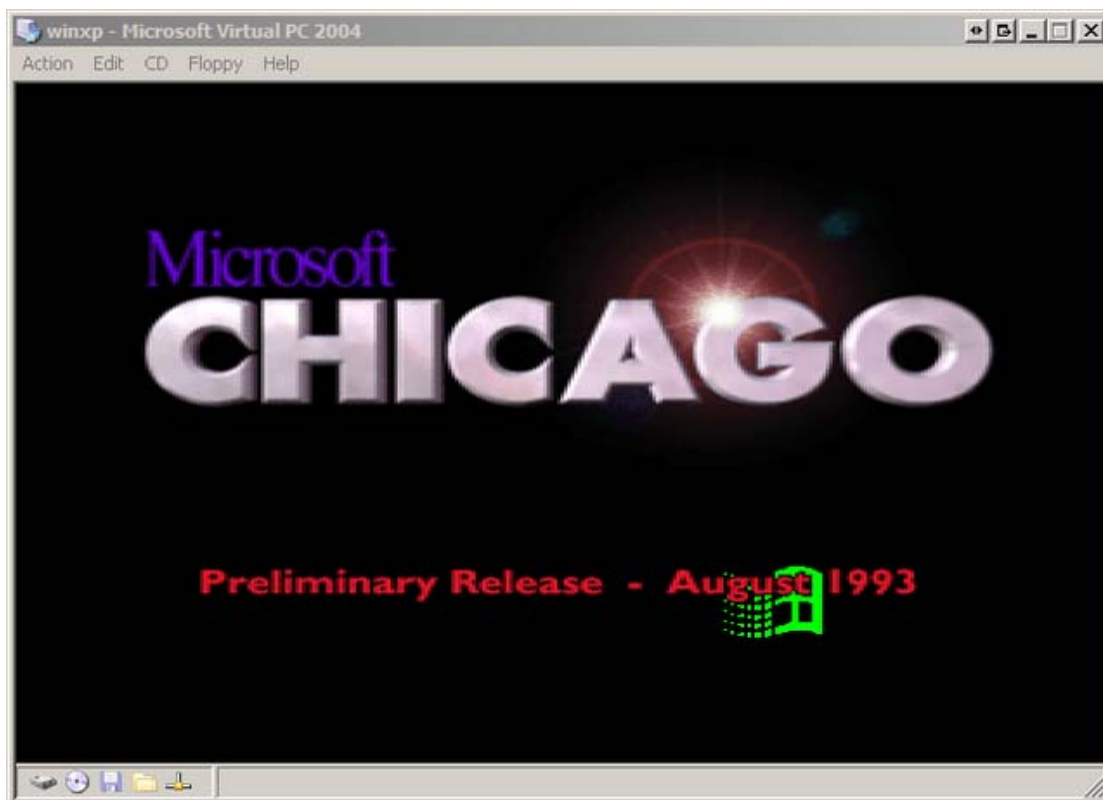 winxp - Microsoft Virtual PC 2004
Action Edit CD Floppy Help
Microsoft
CHICAGO
Preliminary Release - August 1993